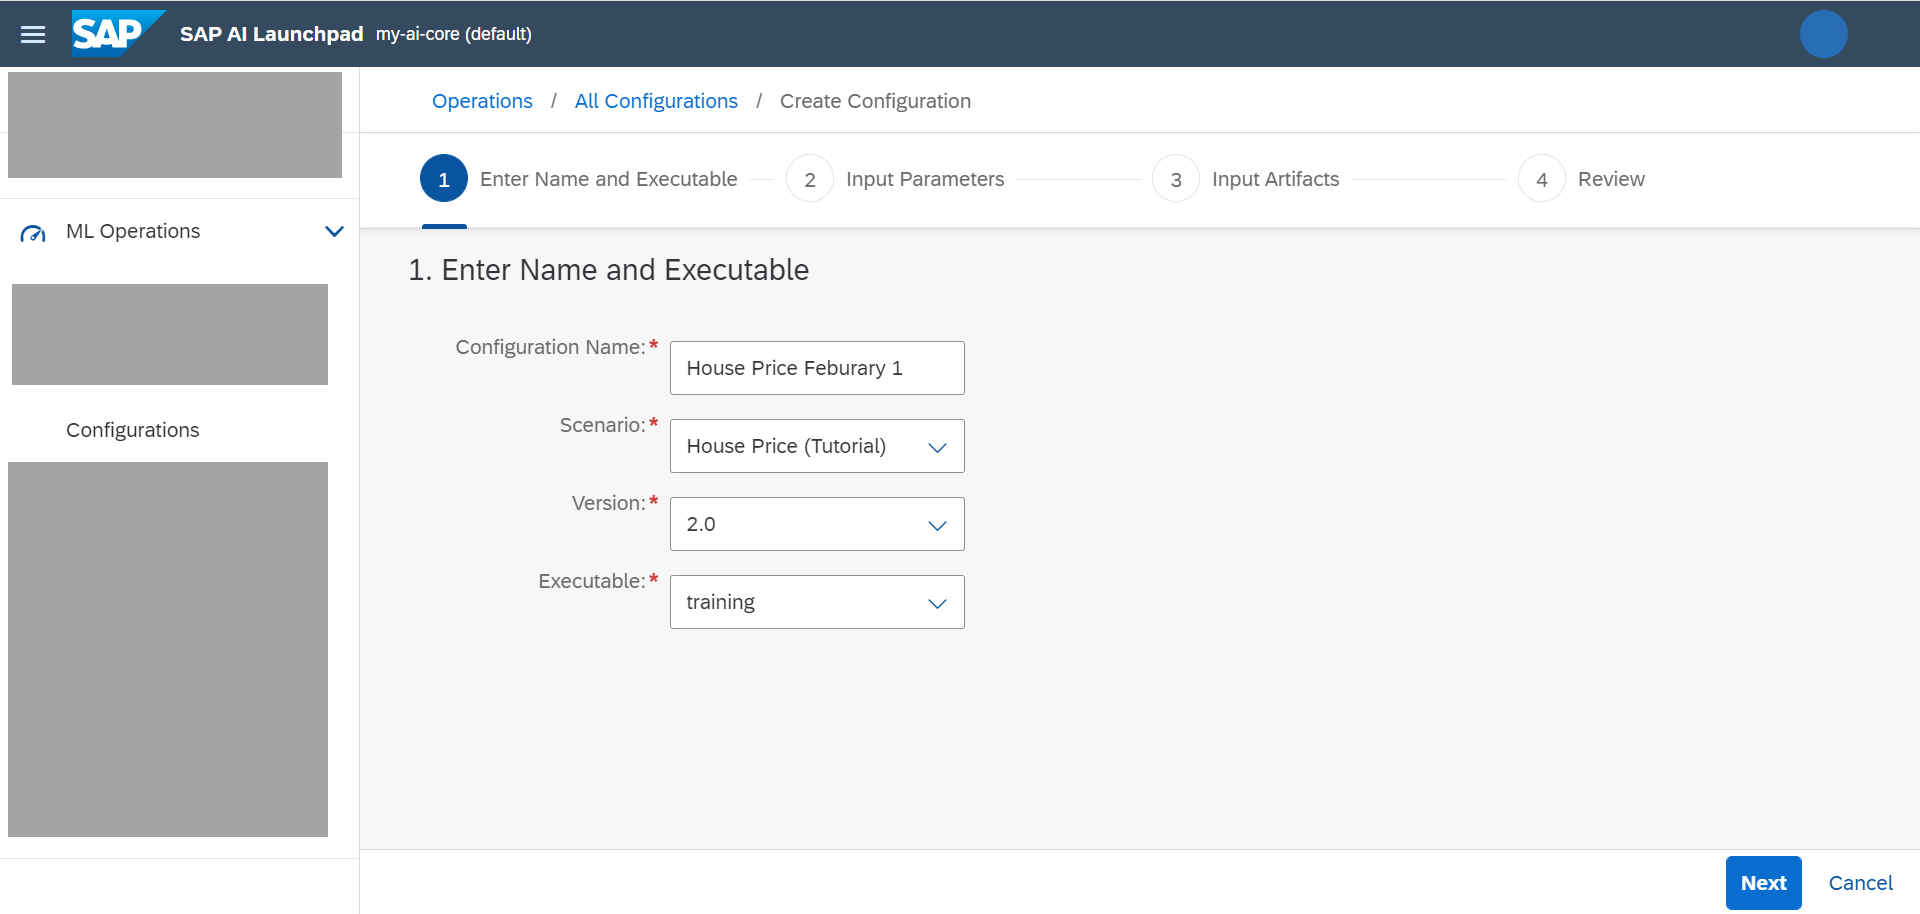 SAP SAP AI Launchpad my-ai-core (default)
Operations / All Configurations / Create Configuration
1 Enter Name and Executable 2 Input Parameters 3 Input Artifacts 4 Review
ML Operations
Configurations
1. Enter Name and Executable
Configuration Name:* House Price Feburary 1
Scenario:* House Price (Tutorial)
Version:* 2.0
Executable:* training
Next Cancel